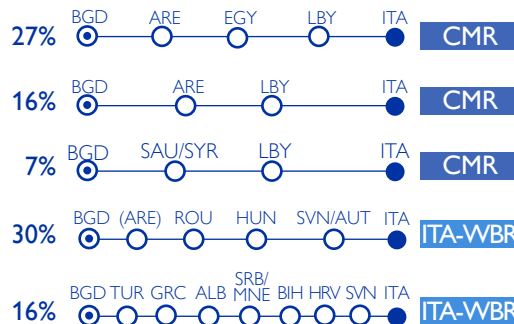 27% BGD ARE EGY LBY ITA CMR
16% BGD ARE LBY ITA CMR
7% BGD SAU/SYR LBY ITA CMR
30% BGD (ARE) ROU HUN SVN/AUT ITA ITA-WBR
16% BGD TUR GRC ALB SRB/ MNE BIH HRV SVN ITA ITA-WBR